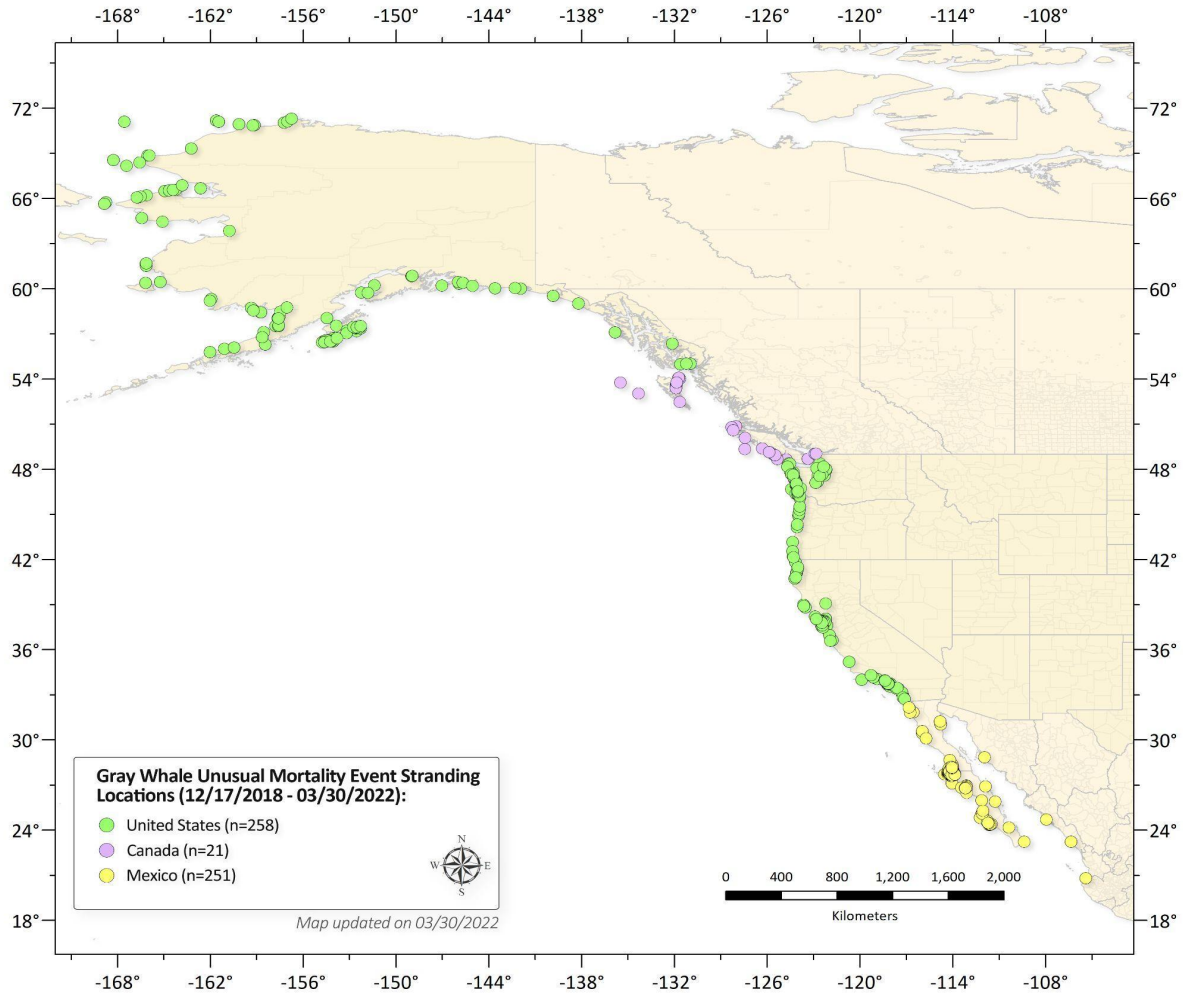 -168° -162° -156° -150° -144° -138° -132° -126° -120° -114° -108°
72° 72°
66° 66°
60° 60°
54° 54°
48° 48°
42° 42°
36° 36°
30° 30°
Gray Whale Unusual Mortality Event Stranding
Locations (12/17/2018 - 03/30/2022):
United States (n=258)
Canada (n=21)
Mexico (n=251)
N
W E
S
24° 24°
0 400 800 1,200 1,600 2,000
Kilometers
Map updated on 03/30/2022
18° 18°
-168° -162° -156° -150° -144° -138° -132° -126° -120° -114° -108°